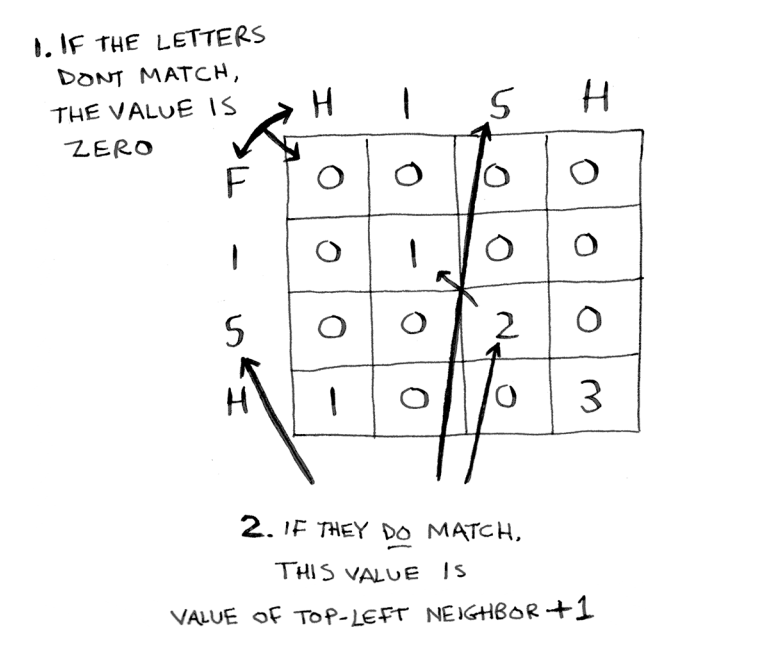 1. IF THE LETTERS
DONT MATCH,
THE VALUE IS
ZERO
H I S H
F 0 0 0 0
I 0 1 0 0
S 0 0 2 0
H 1 0 0 3
2. IF THEY DO MATCH,
THIS VALUE IS
VALUE OF TOP-LEFT NEIGHBOR +1